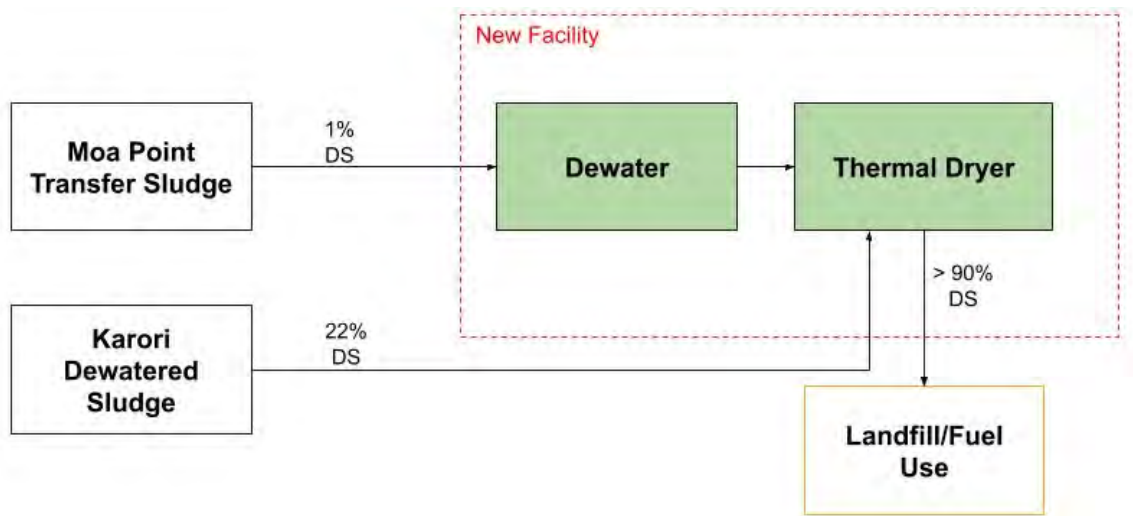 New Facility
Moa Point
Transfer Sludge
1%
DS
Dewater
Thermal Dryer
> 90%
DS
Karori
Dewatered
Sludge
22%
DS
Landfill/Fuel
Use